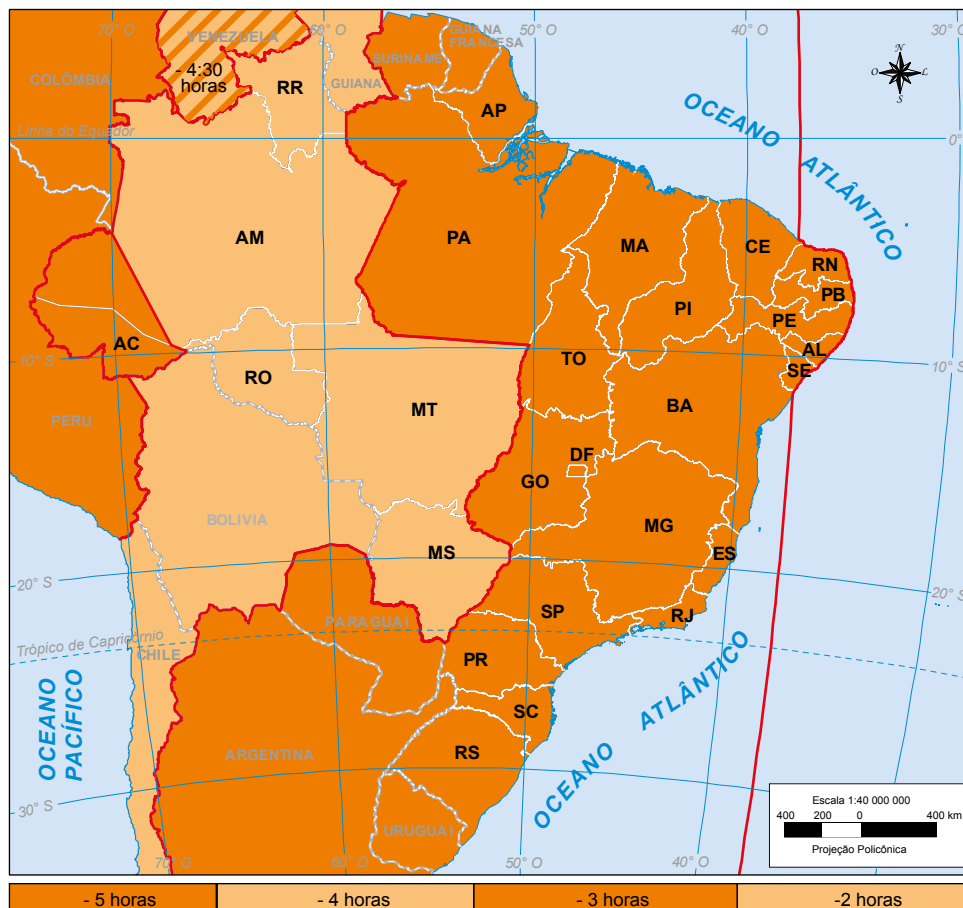 70° O
66° O
50° O
40° O
30° O
VENEZUELA
GUIANA
FRANCESA
SURINAME
COLÔMBIA
- 4:30
horas
RR
GUIANA
N
O
L
S
AP
OCEANO
ATLÂNTICO
Linha do Equador
0°
AM
PA
MA
CE
RN
PB
PI
PE
AC
10° S
TO
AL
SE
10° S
RO
MT
BA
PERU
DF
GO
BOLIVIA
MG
MS
ES
20° S
20° S
SP
RJ
PARAGUAI
Trópico de Capricórnio
CHILE
PR
OCEANO
PACÍFICO
SC
OCEANO
ATLÂNTICO
ARGENTINA
RS
30° S
URUGUAI
Escala 1:40 000 000
400 200 0 400 km
Projeção Policônica
70° O
60° O
50° O
40° O
- 5 horas
- 4 horas
- 3 horas
-2 horas